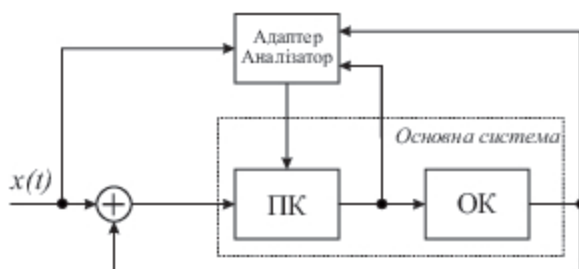 Адаптер
Аналізатор
Основна система
x(t)
ПК
ОК